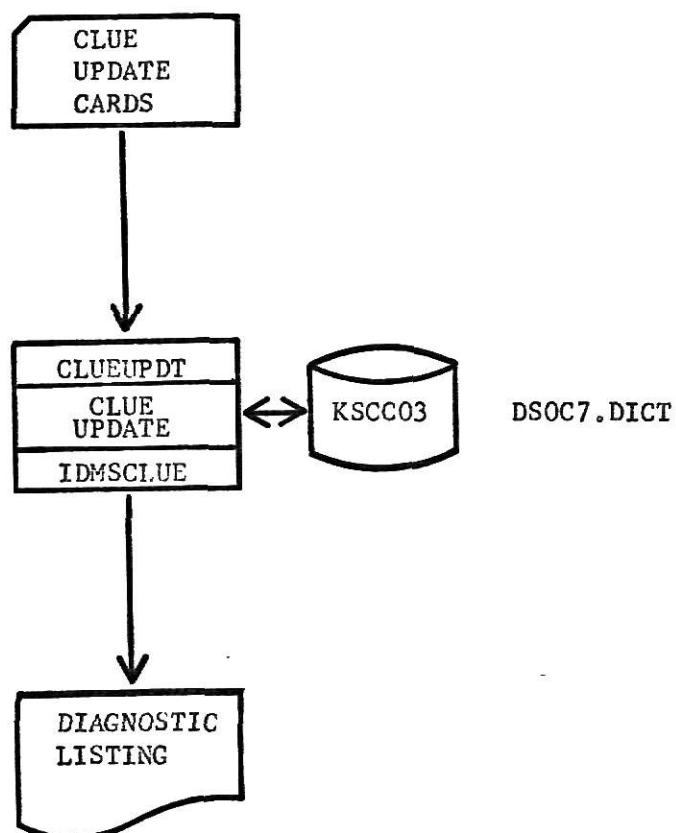 CLUE
UPDATE
CARDS
CLUEUPDT
CLUE
UPDATE
IDMSCLUE
KSCC03
DSOC7.DICT
DIAGNOSTIC
LISTING